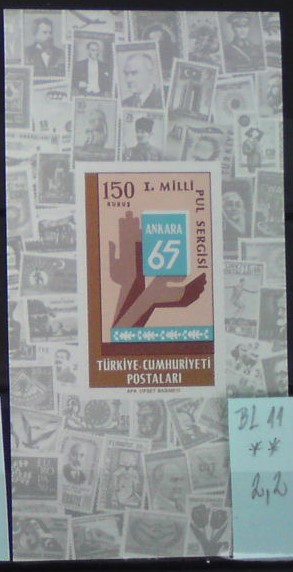 150
KURUŞ
I. MİLLİ
PUL SERGİSİ
ANKARA
65
TÜRKİYE-CUMHURİYETİ
POSTALARI
BL 11
**
2,2